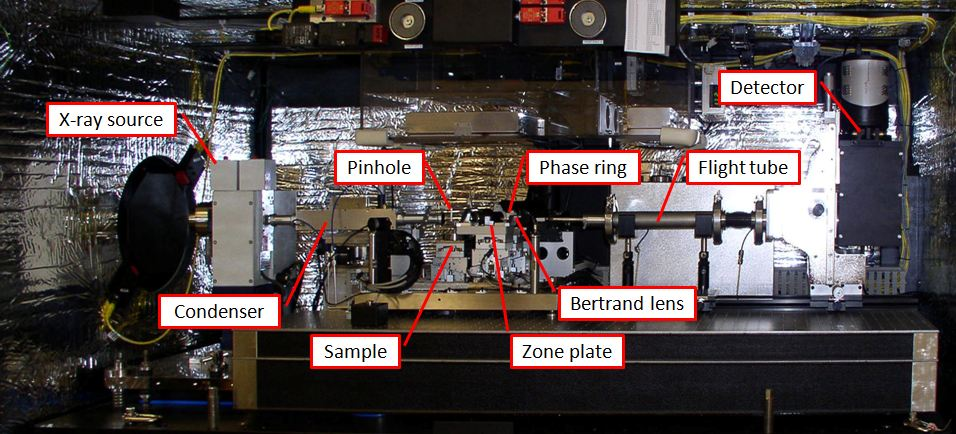 Detector
X-ray source
Pinhole
Phase ring
Flight tube
Condenser
Bertrand lens
Sample
Zone plate